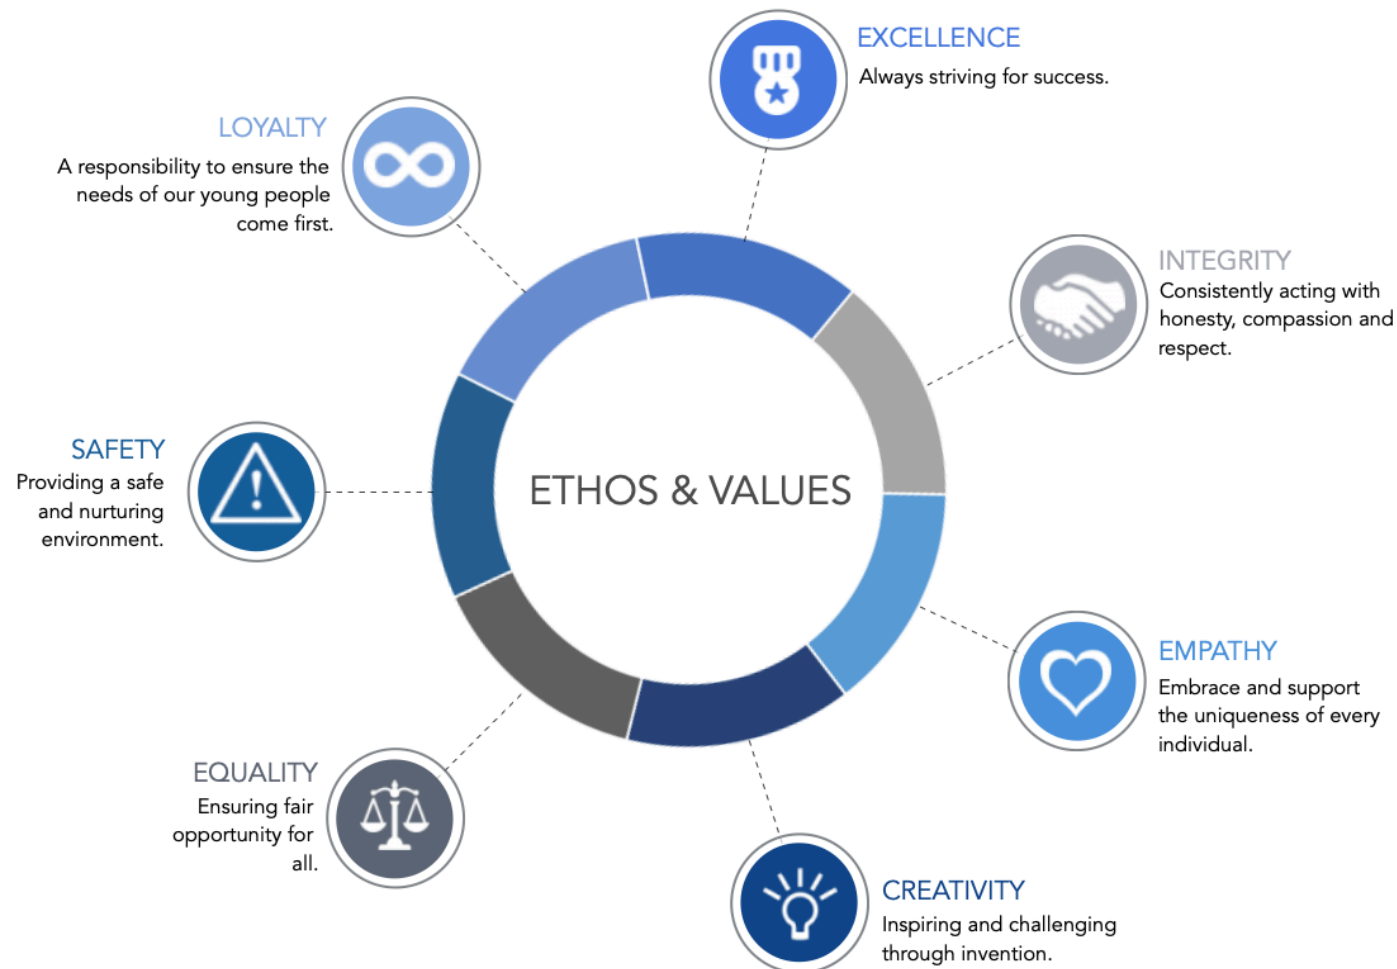 EXCELLENCE
Always striving for success.
LOYALTY
A responsibility to ensure the
needs of our young people
come first.
INTEGRITY
Consistently acting with
honesty, compassion and
respect.
SAFETY
Providing a safe
and nurturing
environment.
ETHOS & VALUES
EMPATHY
Embrace and support
the uniqueness of every
individual.
EQUALITY
Ensuring fair
opportunity for
all.
CREATIVITY
Inspiring and challenging
through invention.